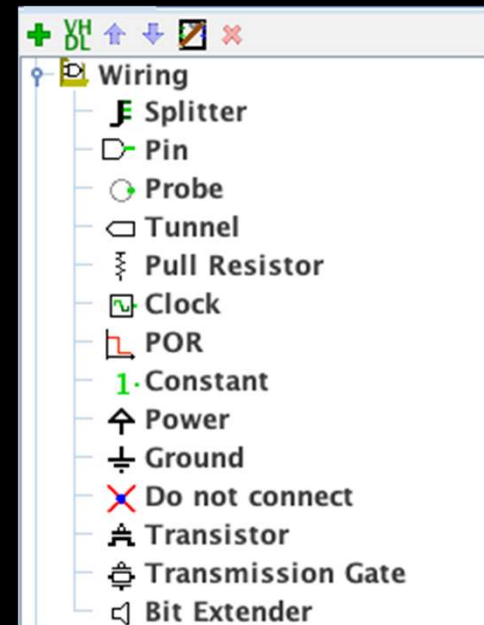 VH
DL
Wiring
Splitter
Pin
Probe
Tunnel
Pull Resistor
Clock
POR
1 Constant
Power
Ground
Do not connect
Transistor
Transmission Gate
Bit Extender